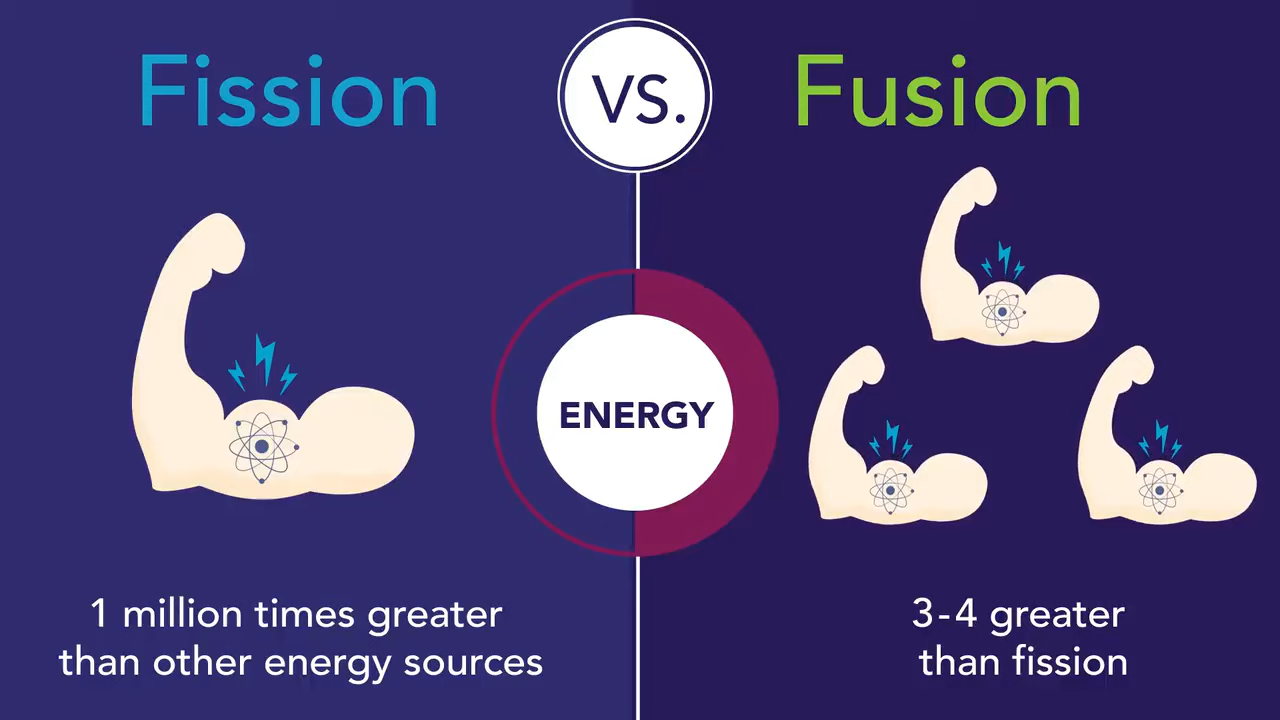 Fission
VS.
Fusion
ENERGY
1 million times greater
than other energy sources
3-4 greater
than fission